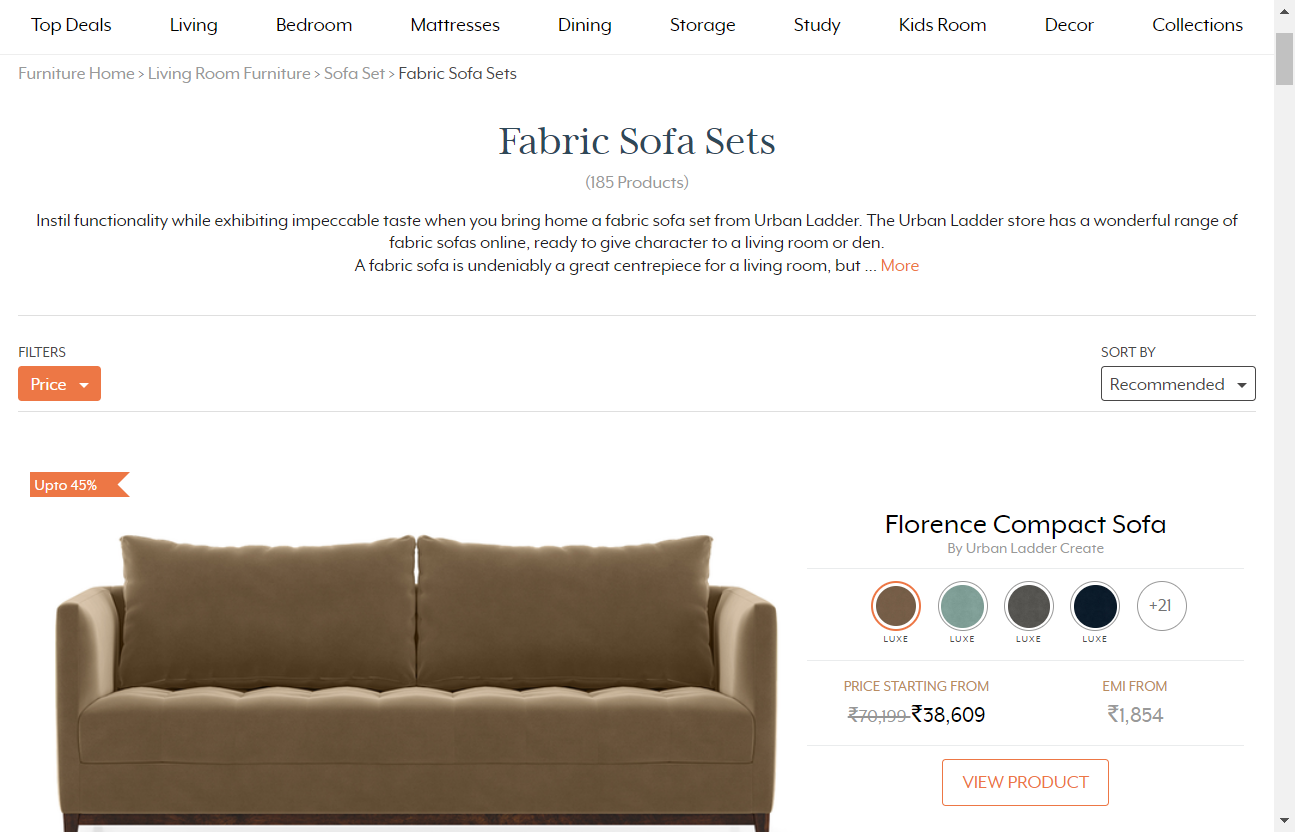 Top Deals Living Bedroom Mattresses Dining Storage Study Kids Room Decor Collections
Furniture Home > Living Room Furniture > Sofa Set > Fabric Sofa Sets
Fabric Sofa Sets
(185 Products)
Instil functionality while exhibiting impeccable taste when you bring home a fabric sofa set from Urban Ladder. The Urban Ladder store has a wonderful range of
fabric sofas online, ready to give character to a living room or den.
A fabric sofa is undeniably a great centrepiece for a living room, but ... More
FILTERS
Price
SORT BY
Recommended
Upto 45%
Florence Compact Sofa
By Urban Ladder Create
+21
LUXE LUXE LUXE LUXE
PRICE STARTING FROM
₹70,199 ₹38,609
EMI FROM
₹1,854
VIEW PRODUCT